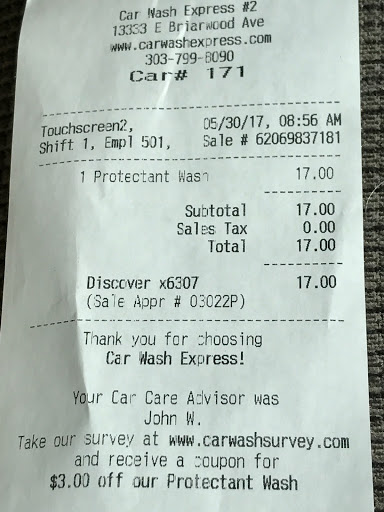 Car Wash Express #2
13333 E Briarwood Ave
www.carwashexpress.com
303-799-8090
Car# 171
Touchscreen2, 05/30/17, 08:56 AM
Shift 1, Empl 501, Sale # 62069837181
1 Protectant Wash 17.00
Subtotal 17.00
Sales Tax 0.00
Total 17.00
Discover x6307 17.00
(Sale Appr # 03022P)
Thank you for choosing
Car Wash Express!
Your Car Care Advisor was
John W.
Take our survey at www.carwashsurvey.com
and receive a coupon for
$3.00 off our Protectant Wash